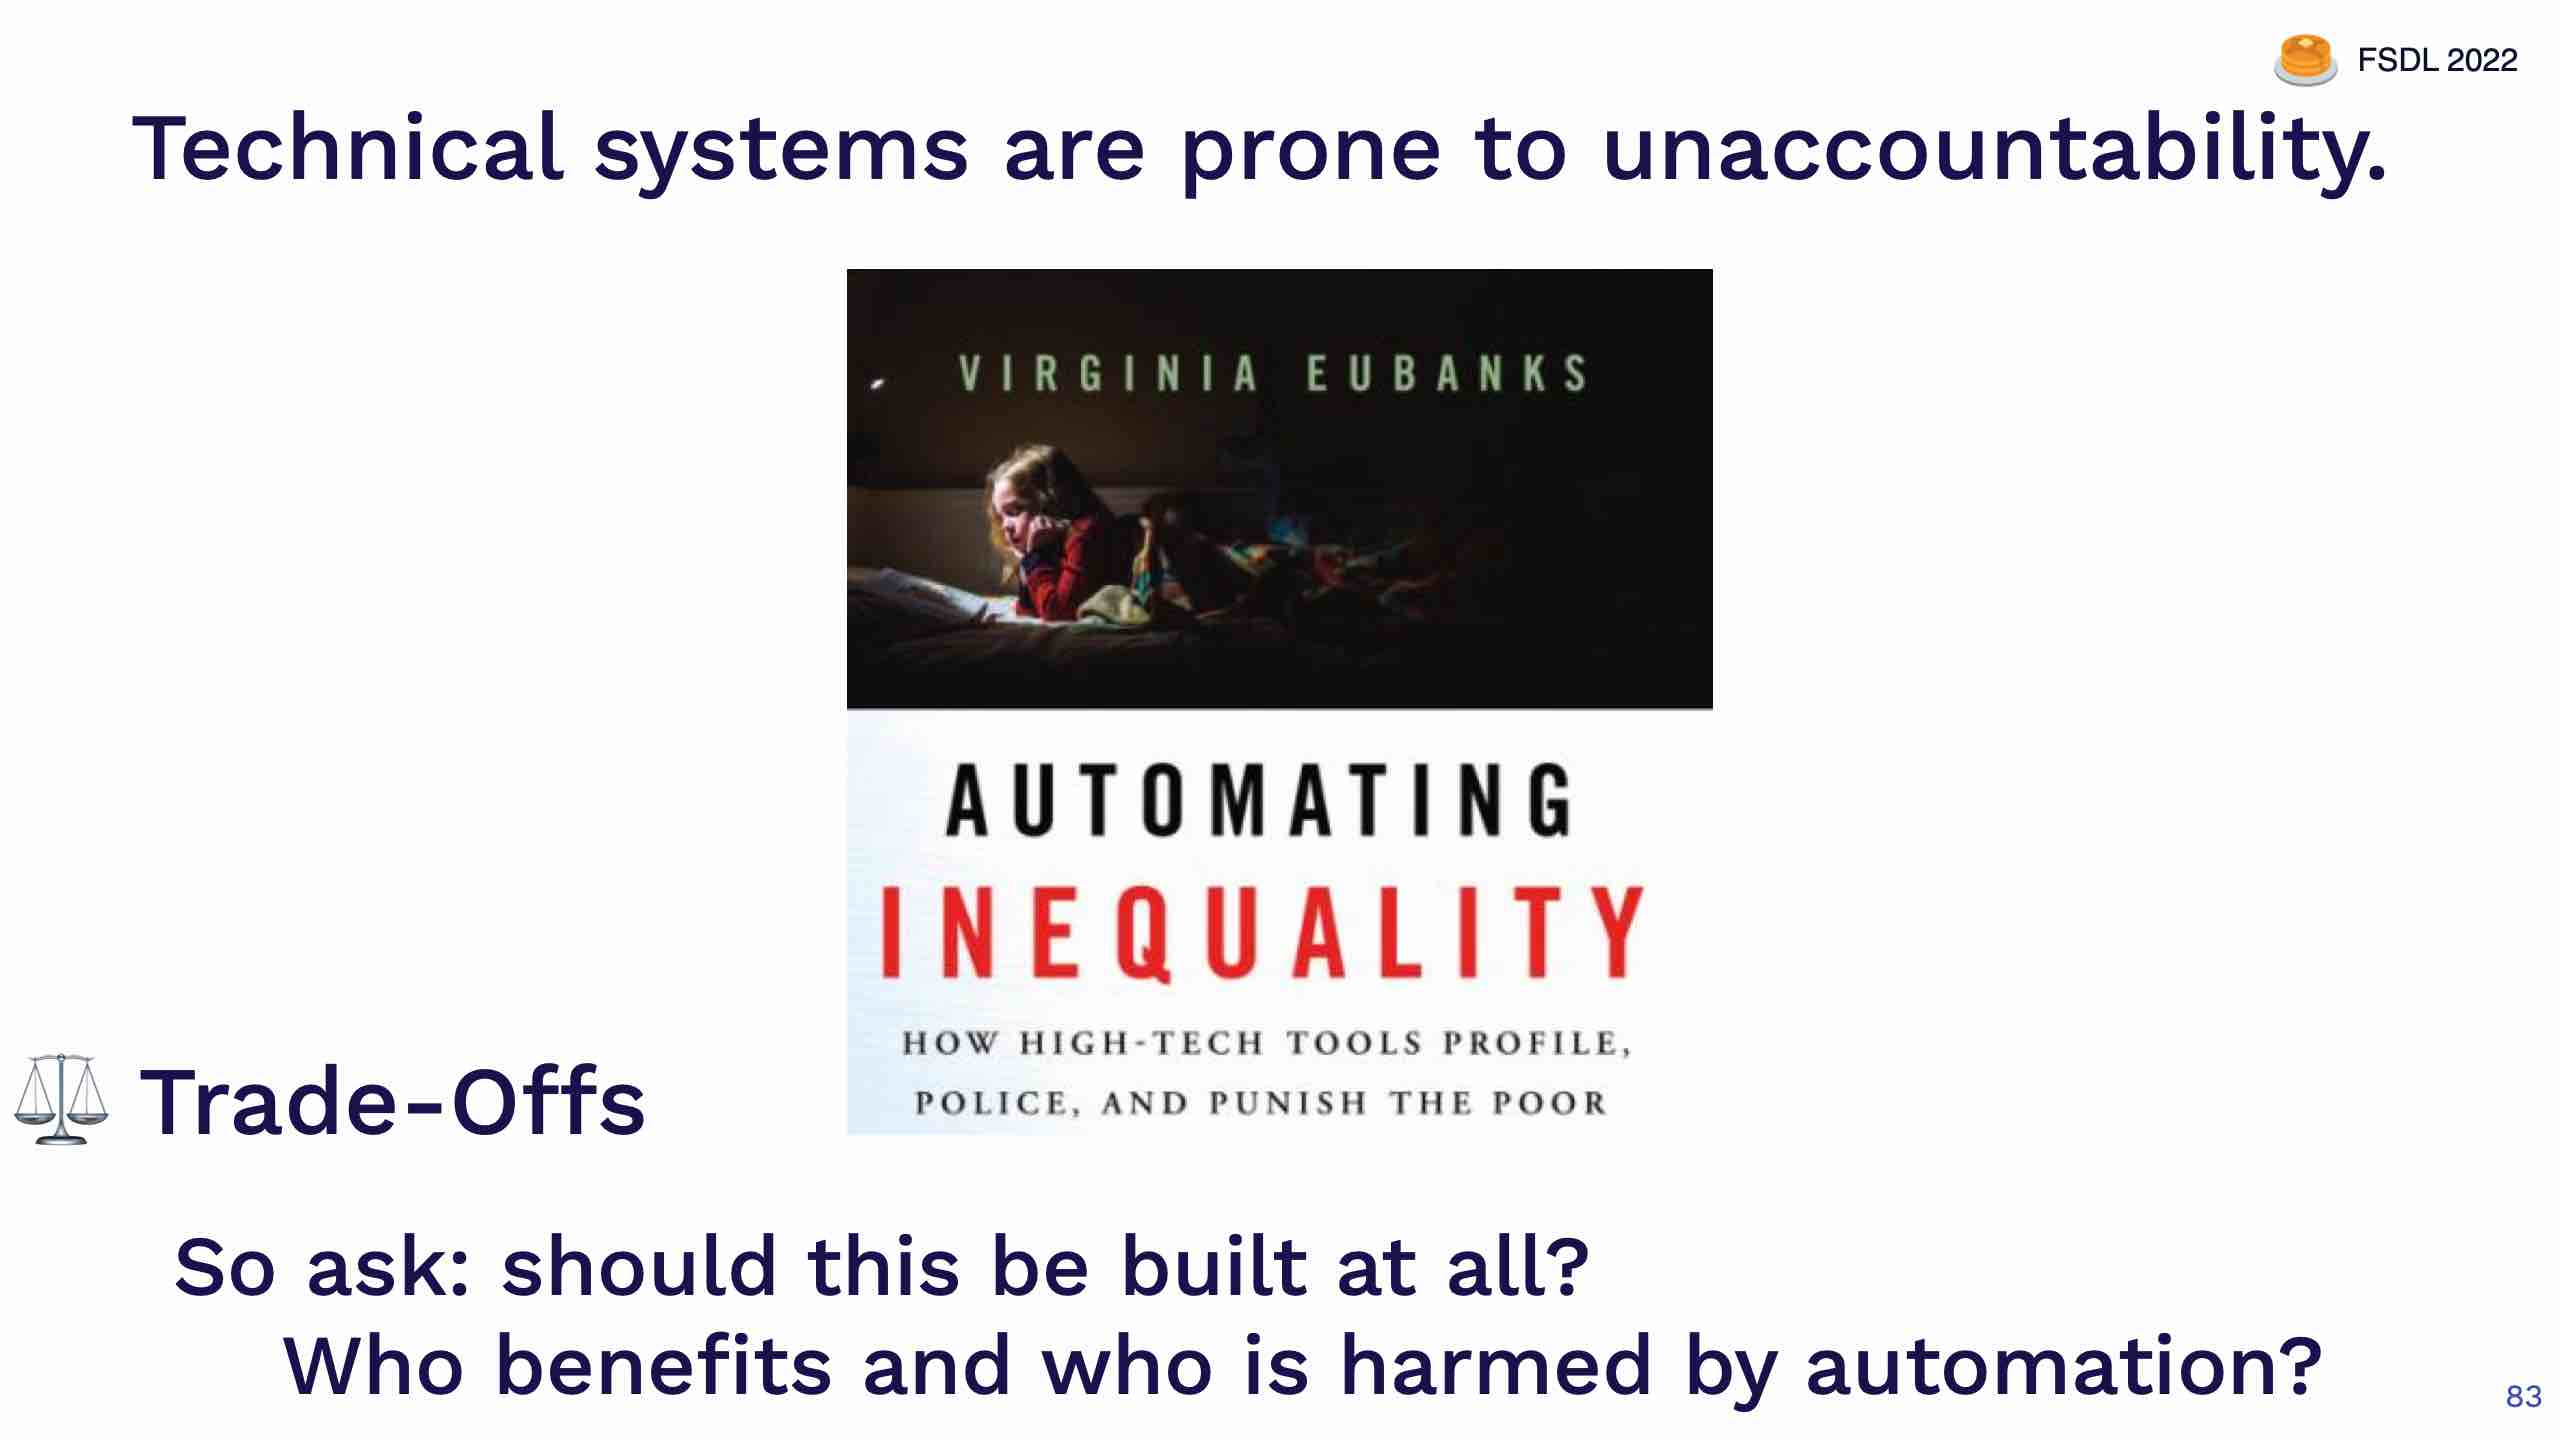 FSDL 2022
Technical systems are prone to unaccountability.
VIRGINIA EUBANKS
AUTOMATING
INEQUALITY
HOW HIGH-TECH TOOLS PROFILE,
POLICE, AND PUNISH THE POOR
Trade-Offs
So ask: should this be built at all?
Who benefits and who is harmed by automation?
83